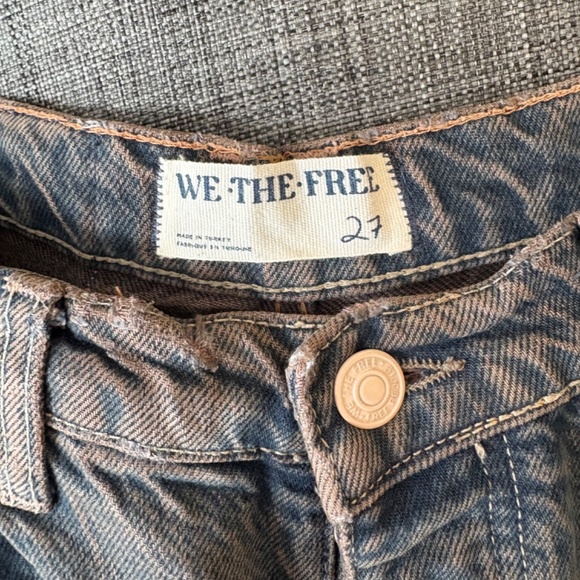 WE·THE·FREE
27
MADE IN TURKEY
FABRIQUÉ EN TURQUIE